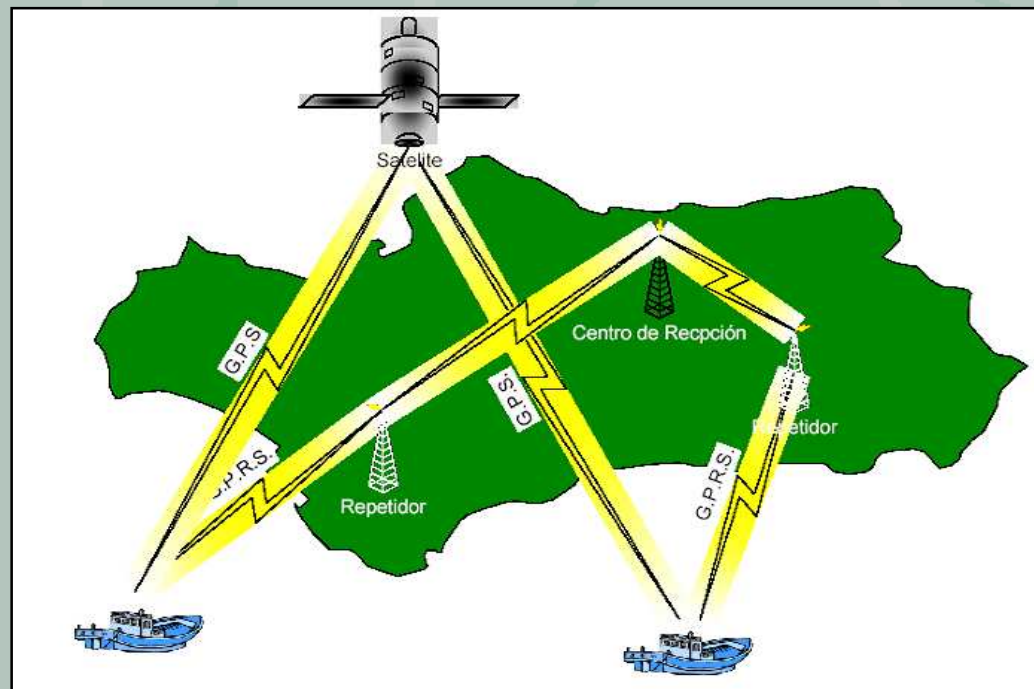 Satelite
Centro de Recpción
G.P.S
G.P.S.
Repetidor
G.P.R.S.
.P.R.S.
Repetidor